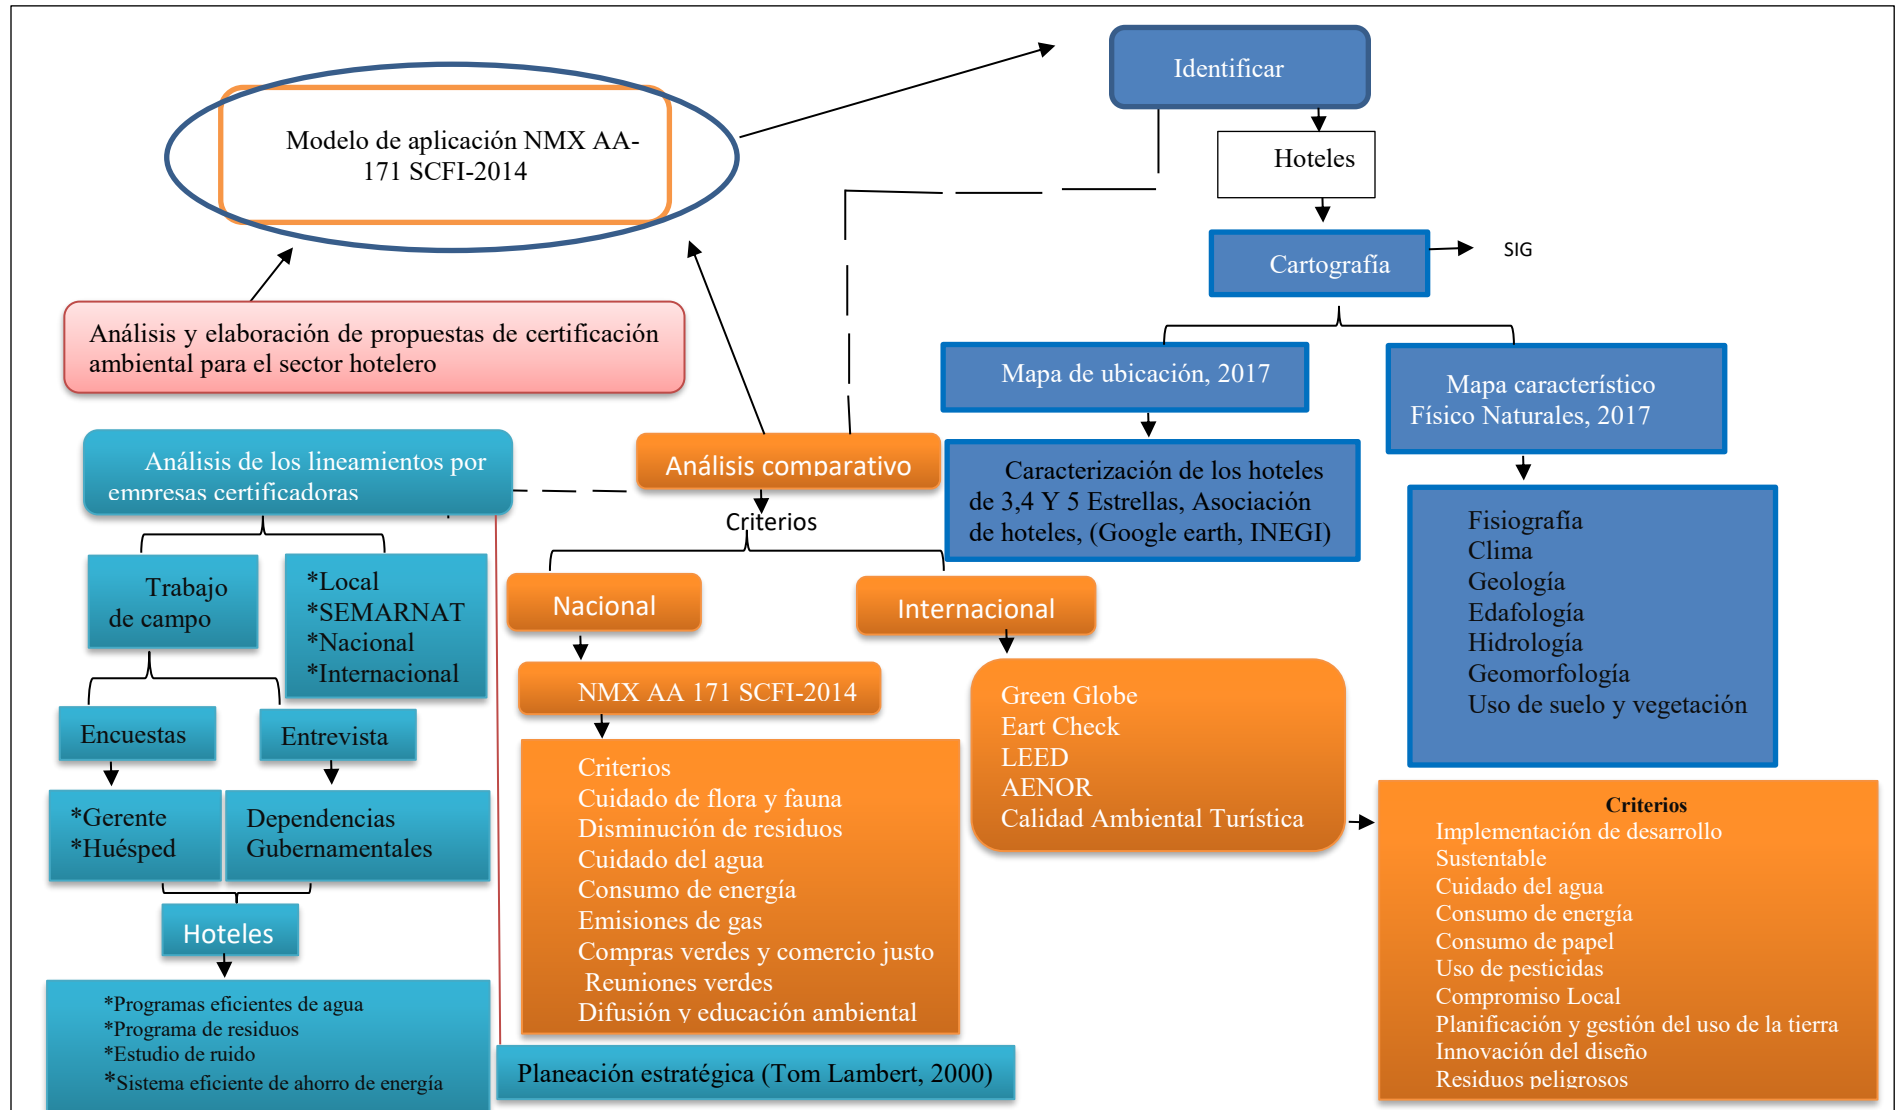 Identificar
Modelo de aplicación NMX AA-
171 SCFI-2014
Hoteles
Cartografía
SIG
Análisis y elaboración de propuestas de certificación
ambiental para el sector hotelero
Mapa de ubicación, 2017
Mapa característico
Físico Naturales, 2017
Análisis de los lineamientos por
empresas certificadoras
Análisis comparativo
Criterios
Caracterización de los hoteles
de 3,4 Y 5 Estrellas, Asociación
de hoteles, (Google earth, INEGI)
Fisiografía
Clima
Geología
Edafología
Hidrología
Geomorfología
Uso de suelo y vegetación
Trabajo
de campo
*Local
*SEMARNAT
*Nacional
*Internacional
Nacional
Internacional
NMX AA 171 SCFI-2014
Green Globe
Eart Check
LEED
AENOR
Calidad Ambiental Turística
Encuestas
Entrevista
*Gerente
*Huésped
Dependencias
Gubernamentales
Criterios
Cuidado de flora y fauna
Disminución de residuos
Cuidado del agua
Consumo de energía
Emisiones de gas
Compras verdes y comercio justo
Reuniones verdes
Difusión y educación ambiental
Criterios
Implementación de desarrollo
Sustentable
Cuidado del agua
Consumo de energía
Consumo de papel
Uso de pesticidas
Compromiso Local
Planificación y gestión del uso de la tierra
Innovación del diseño
Residuos peligrosos
Hoteles
*Programas eficientes de agua
*Programa de residuos
*Estudio de ruido
*Sistema eficiente de ahorro de energía
Planeación estratégica (Tom Lambert, 2000)